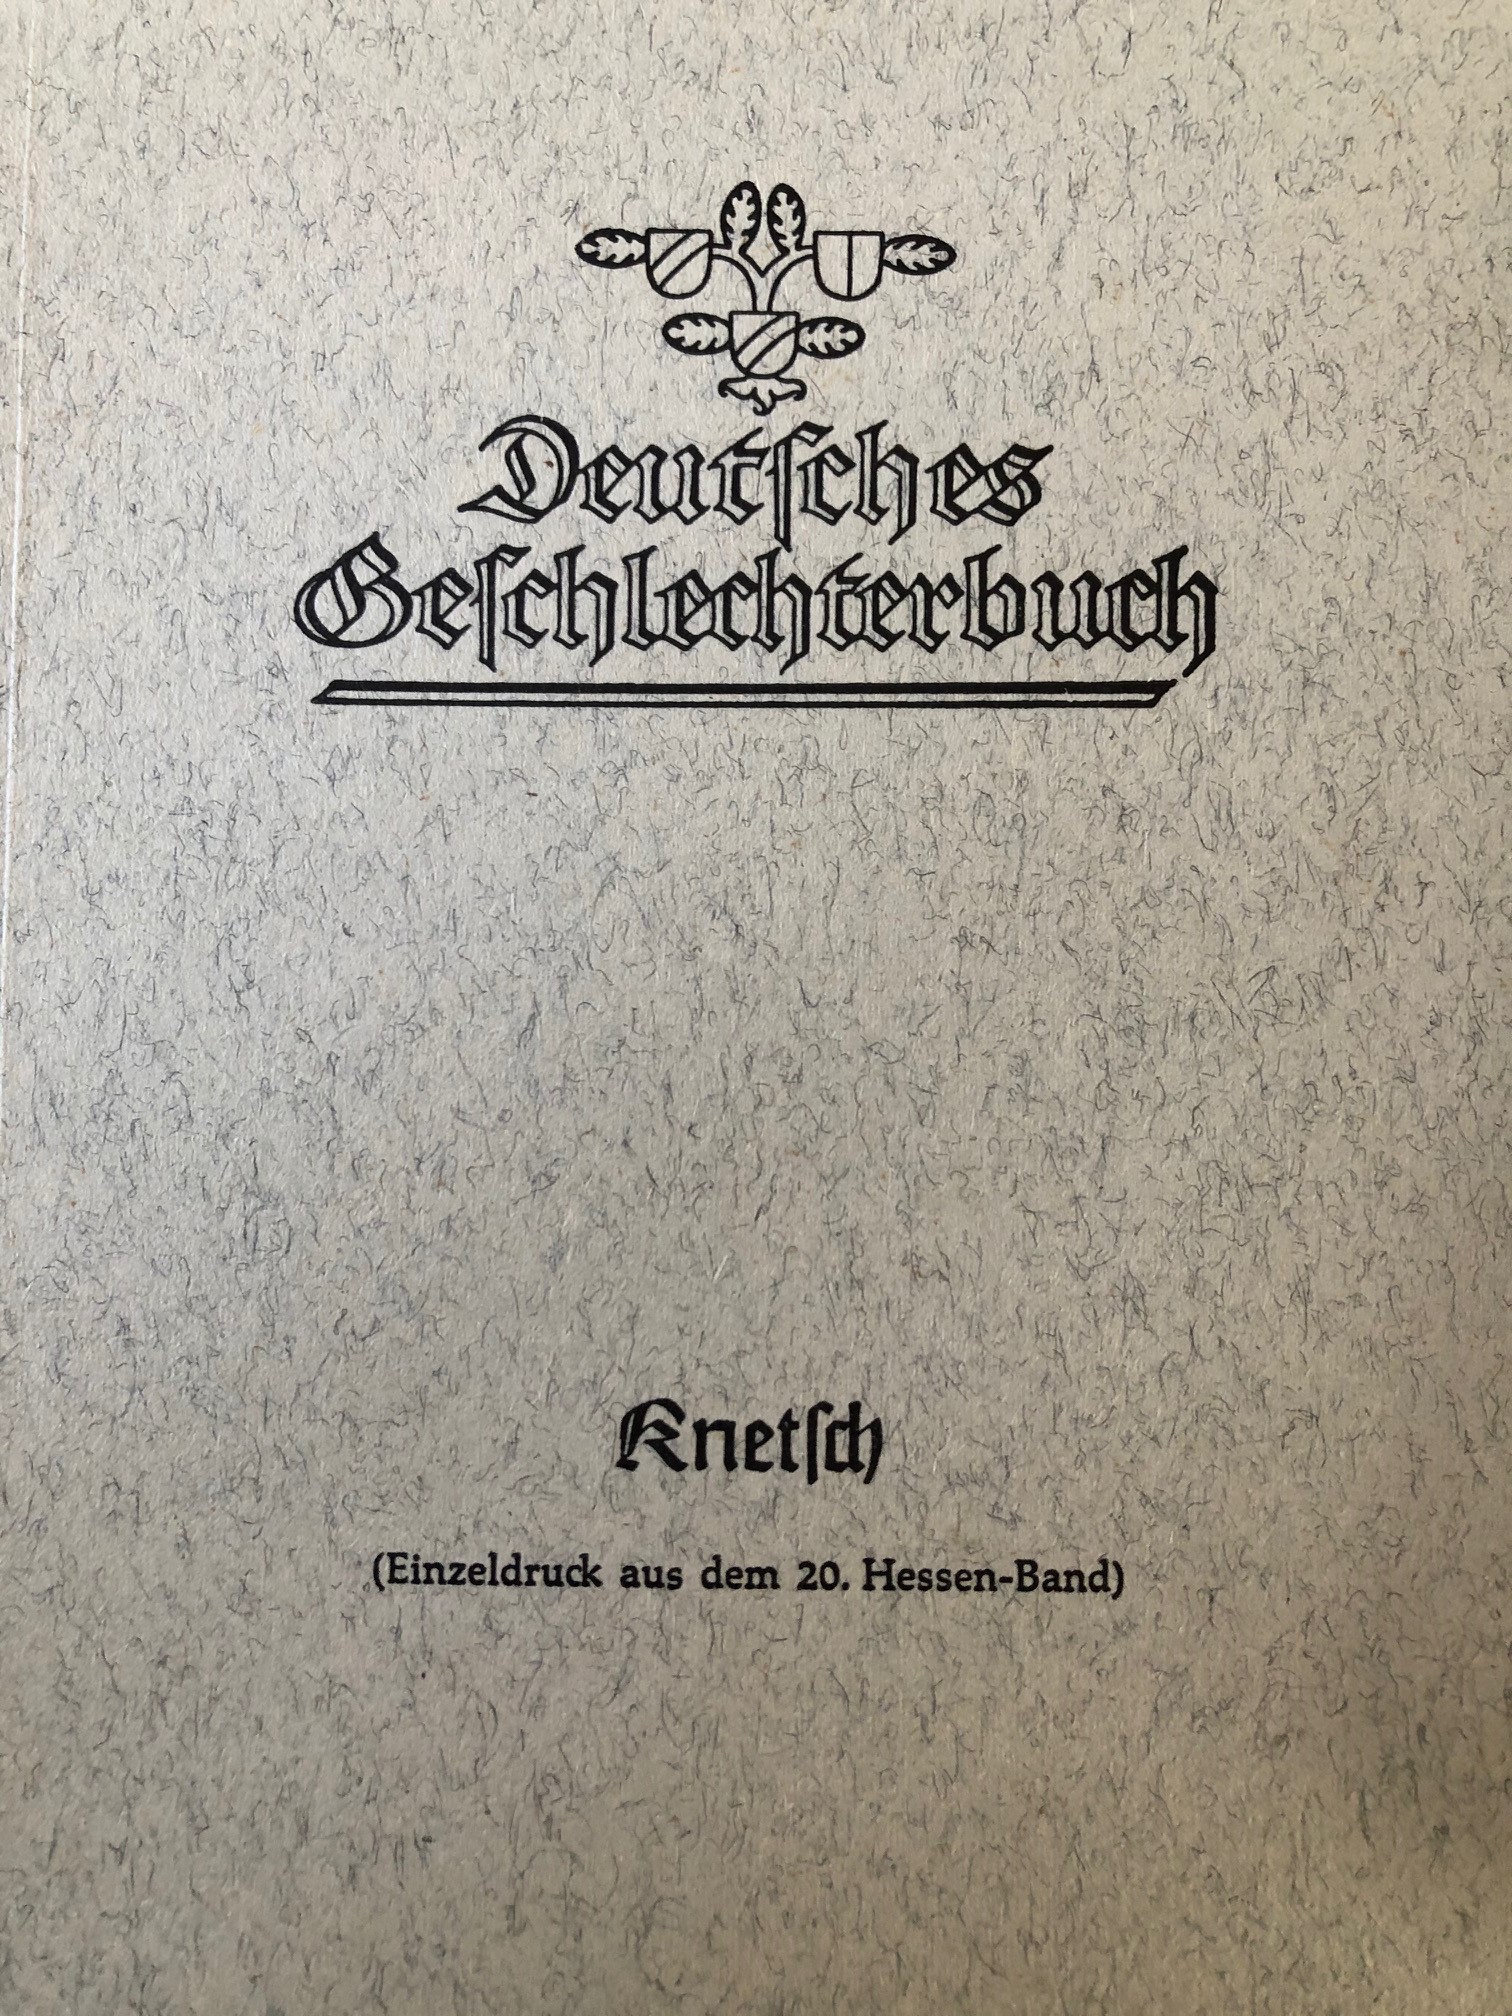 Deutſches
Geſchlechterbuch
Knetſch
(Einzeldruck aus dem 20. Hessen-Band)